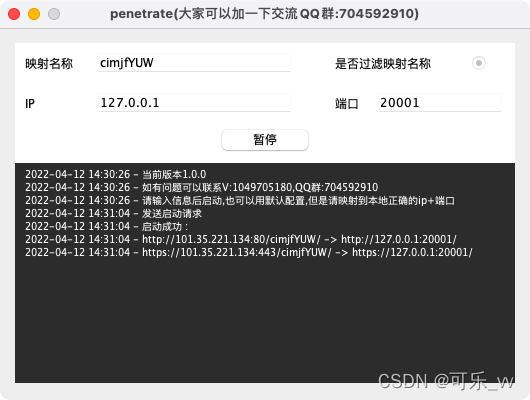 penetrate(大家可以加一下交流QQ群:704592910)
映射名称 cimjfYUW 是否过滤映射名称
IP 127.0.0.1 端口 20001
暂停
2022-04-12 14:30:26 - 当前版本1.0.0
2022-04-12 14:30:26 - 如有问题可以联系V:1049705180,QQ群:704592910
2022-04-12 14:30:26 - 请输入信息后启动,也可以用默认配置,但是请映射到本地正确的ip+端口
2022-04-12 14:31:04 - 发送启动请求
2022-04-12 14:31:04 - 启动成功：
2022-04-12 14:31:04 - http://101.35.221.134:80/cimjfYUW/ -> http://127.0.0.1:20001/
2022-04-12 14:31:04 - https://101.35.221.134:443/cimjfYUW/ -> https://127.0.0.1:20001/
CSDN @可乐_w